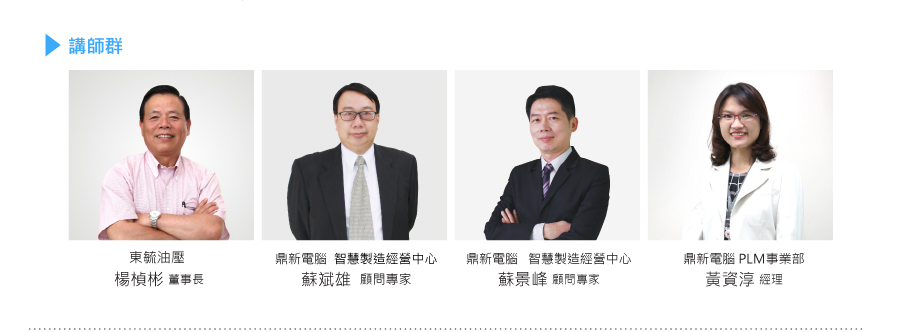 講師群
東毓油壓
楊楨彬 董事長
鼎新電腦 智慧製造經營中心
蘇斌雄 顧問專家
鼎新電腦 智慧製造經營中心
蘇景峰 顧問專家
鼎新電腦 PLM事業部
黃資淳 經理